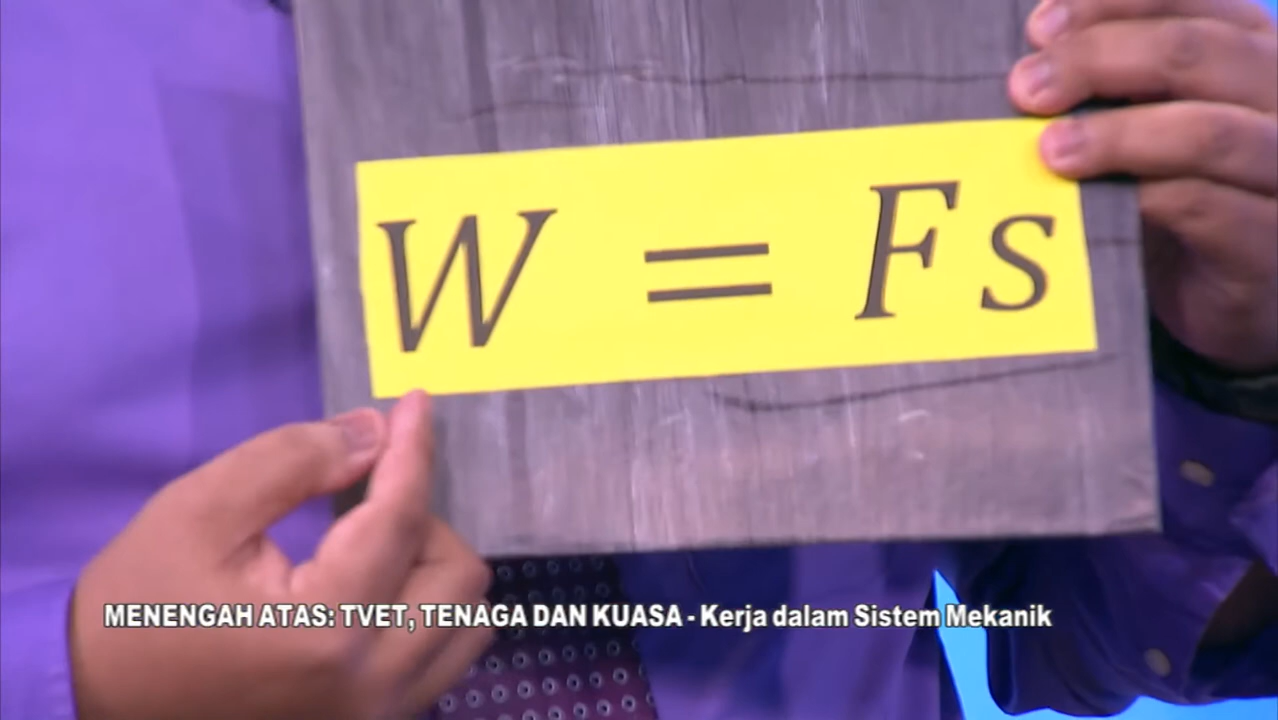 W = Fs
MENENGAH ATAS: TVET, TENAGA DAN KUASA - Kerja dalam Sistem Mekanik